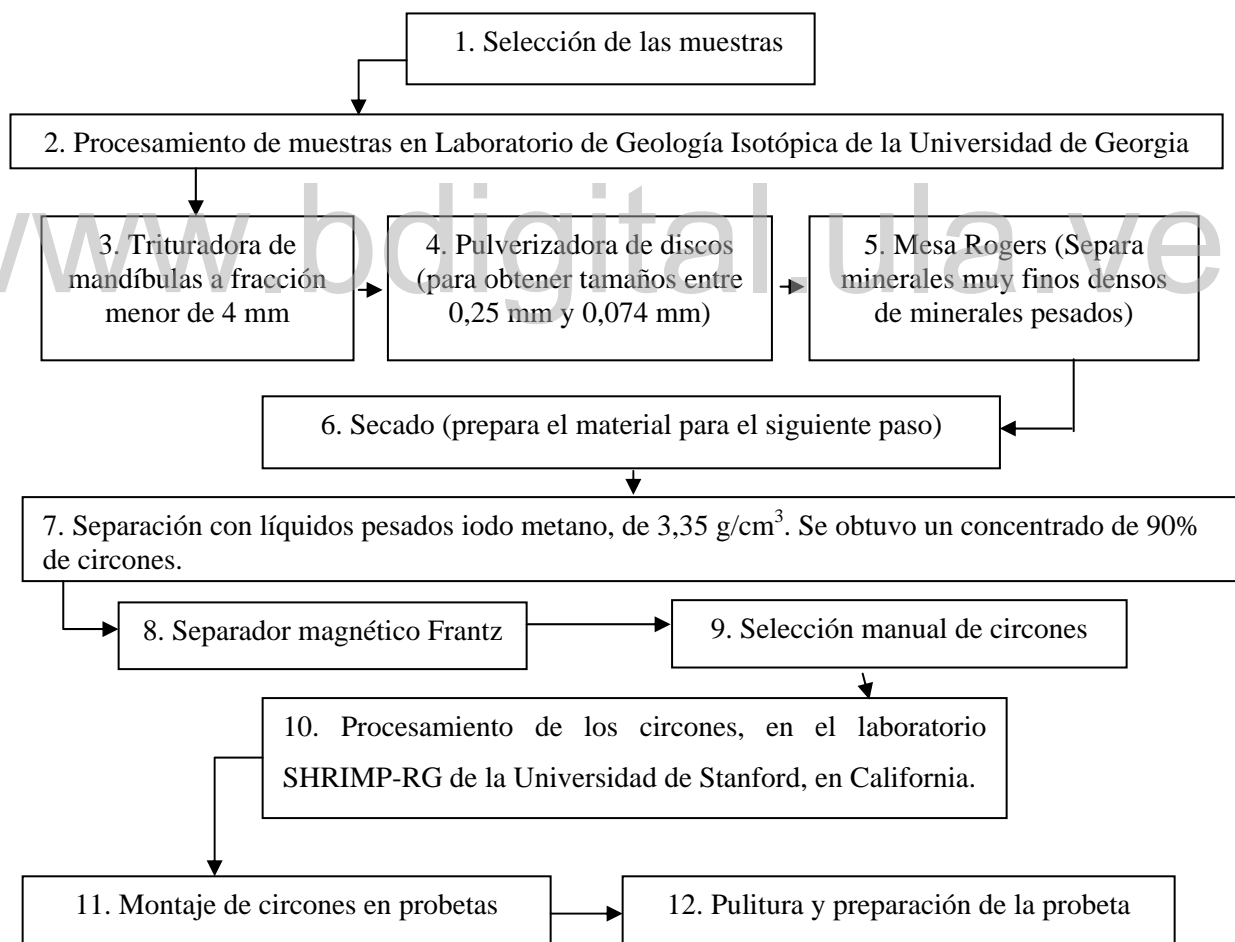 1. Selección de las muestras
2. Procesamiento de muestras en Laboratorio de Geología Isotópica de la Universidad de Georgia
www.bdigital.ula.ve
3. Trituradora de
mandíbulas a fracción
menor de 4 mm
4. Pulverizadora de discos
(para obtener tamaños entre
0,25 mm y 0,074 mm)
5. Mesa Rogers (Separa
minerales muy finos densos
de minerales pesados)
6. Secado (prepara el material para el siguiente paso)
7. Separación con líquidos pesados iodo metano, de 3,35 g/cm³. Se obtuvo un concentrado de 90%
de circones.
8. Separador magnético Frantz
9. Selección manual de circones
10. Procesamiento de los circones, en el laboratorio
SHRIMP-RG de la Universidad de Stanford, en California.
11. Montaje de circones en probetas
12. Pulitura y preparación de la probeta